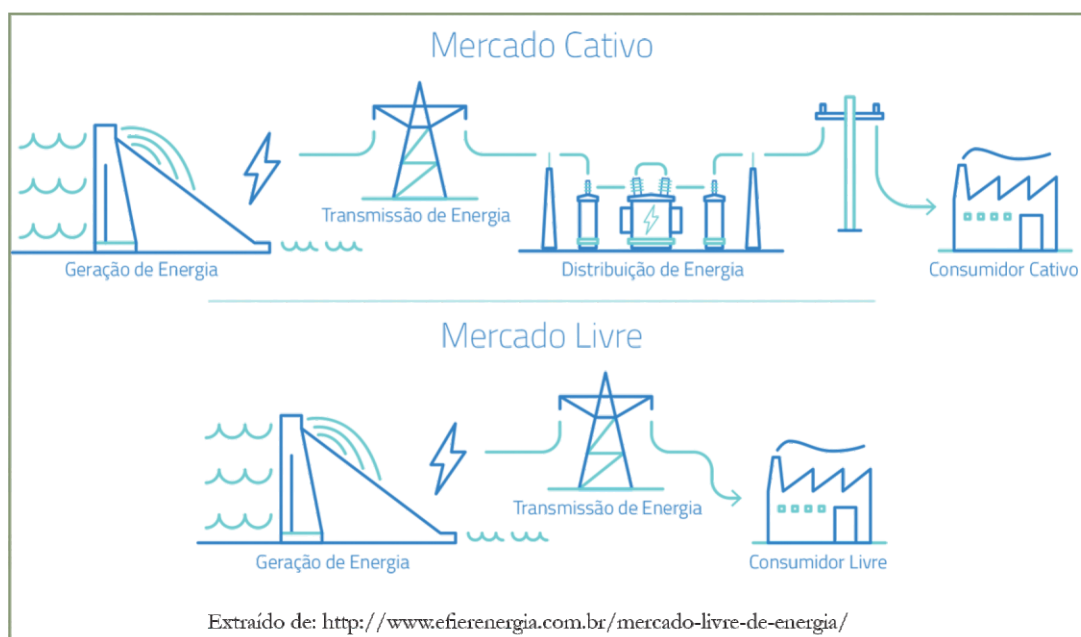 Mercado Cativo
Transmissão de Energia
Geração de Energia
Distribuição de Energia
Consumidor Cativo
Mercado Livre
Transmissão de Energia
Geração de Energia
Consumidor Livre
Extraído de: http://www.efierenergia.com.br/mercado-livre-de-energia/